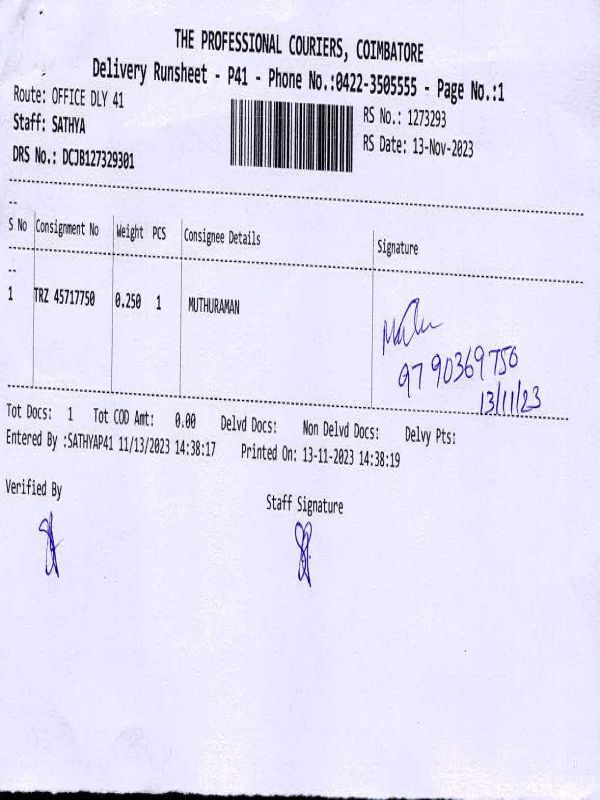 THE PROFESSIONAL COURIERS, COIMBATORE
Delivery Runsheet - P41 - Phone No.:0422-3505555 - Page No.:1
Route: OFFICE DLY 41
RS No.: 1273293
Staff: SATHYA
RS Date: 13-Nov-2023
DRS No.: DCJB127329301
S No Consignment No Weight PCS Consignee Details Signature
1 TRZ 45717750 0.250 1 MUTHURAMAN
9790369750
13/11/23
Tot Docs: 1 Tot COD Amt: 0.00 Delvd Docs: Non Delvd Docs: Delvy Pts:
Entered By :SATHYAP41 11/13/2023 14:38:17 Printed On: 13-11-2023 14:38:19
Verified By Staff Signature